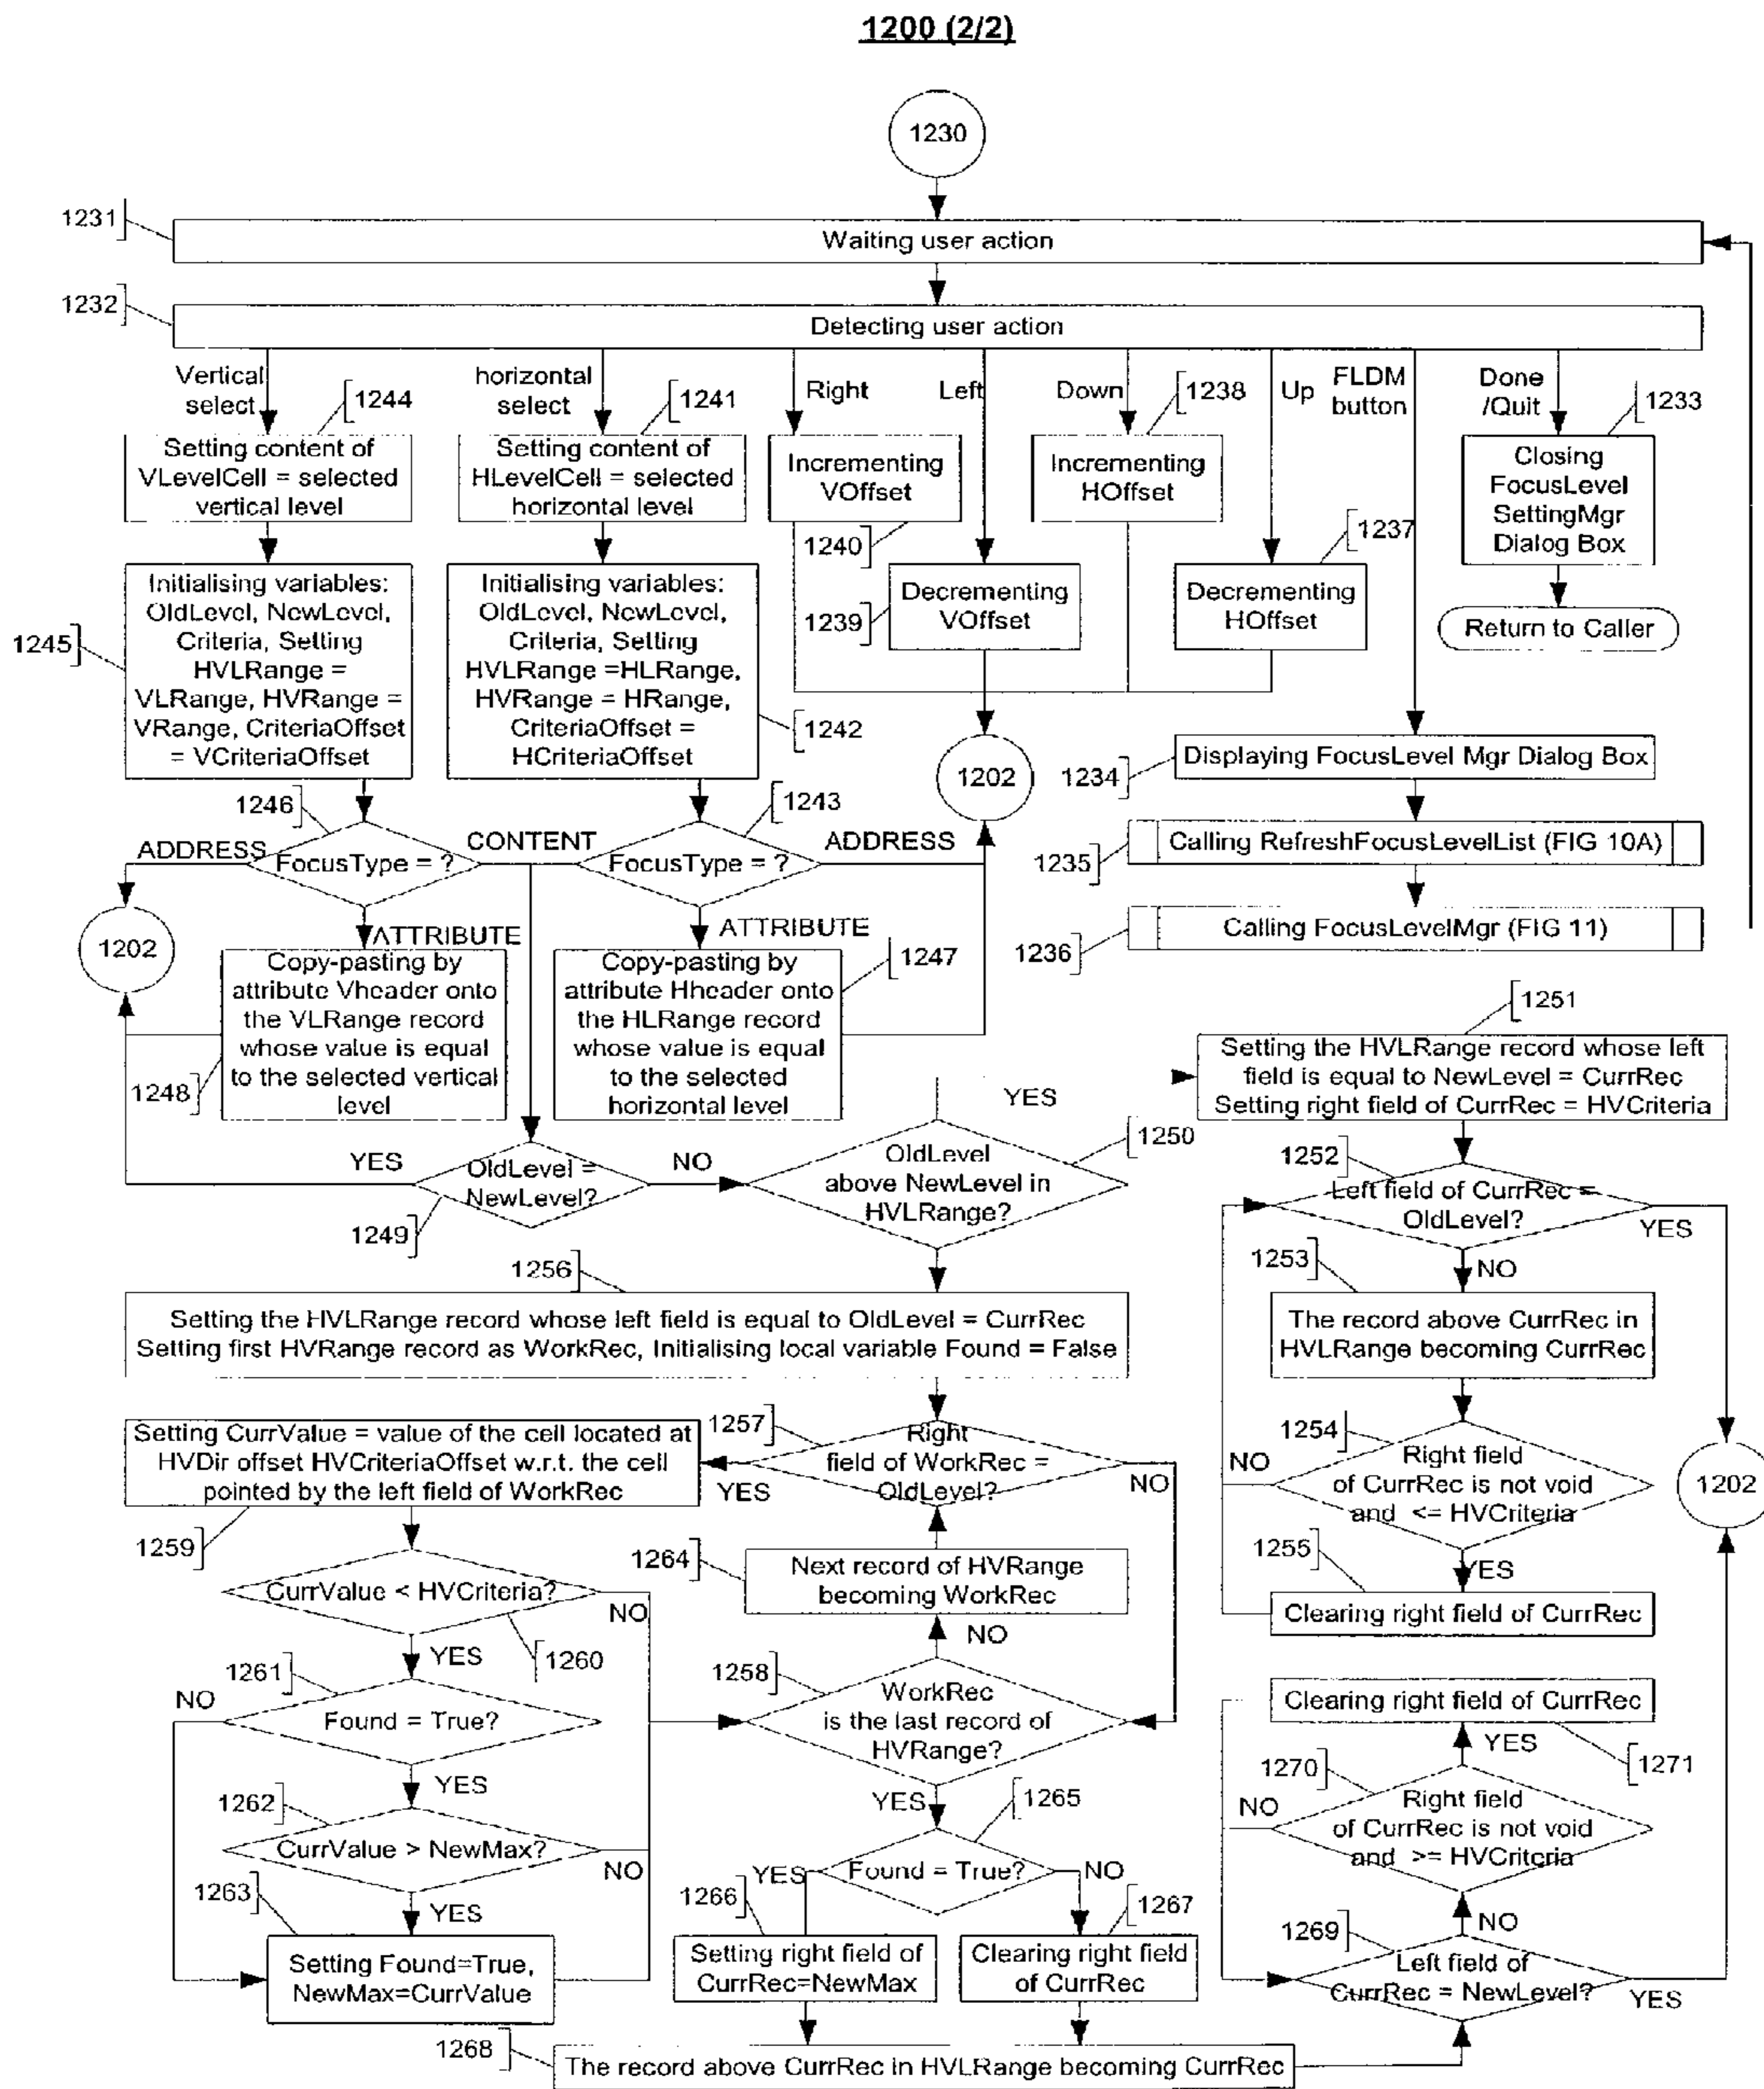 1200 (2/2)
1230
1231
Waiting user action
1232
Detecting user action
Vertical
select
1244
horizontal
select
1241
Right
Left
Down
1238
Up
FLDM
button
Done
/Quit
1233
Setting content of
VLevelCell = selected
vertical level
Setting content of
HLevelCell = selected
horizontal level
Incrementing
VOffset
Incrementing
HOffset
Closing
FocusLevel
SettingMgr
Dialog Box
1240
1237
1245
Initialising variables:
OldLevel, NewLevel,
Criteria, Setting
HVLRange =
VLRange, HVRange =
VRange, CriteriaOffset
= VCriteriaOffset
Initialising variables:
OldLevel, NewLevel,
Criteria, Setting
HVLRange =HLRange,
HVRange = HRange,
CriteriaOffset =
HCriteriaOffset
1242
1239
Decrementing
VOffset
Decrementing
HOffset
Return to Caller
1202
1234
Displaying FocusLevel Mgr Dialog Box
1246
1243
ADDRESS
FocusType = ?
CONTENT
FocusType = ?
ADDRESS
1235
Calling RefreshFocusLevelList (FIG 10A)
1202
ATTRIBUTE
ATTRIBUTE
1236
Calling FocusLevelMgr (FIG 11)
1248
Copy-pasting by
attribute Vheader onto
the VLRange record
whose value is equal
to the selected vertical
level
Copy-pasting by
attribute Hheader onto
the HLRange record
whose value is equal
to the selected
horizontal level
1247
1251
Setting the HVLRange record whose left
field is equal to NewLevel = CurrRec
Setting right field of CurrRec = HVCriteria
YES
1250
YES
OldLevel =
NewLevel?
NO
1249
OldLevel
above NewLevel in
HVLRange?
1252
Left field of CurrRec =
OldLevel?
YES
1253
NO
1256
Setting the HVLRange record whose left field is equal to OldLevel = CurrRec
Setting first HVRange record as WorkRec, Initialising local variable Found = False
The record above CurrRec in
HVLRange becoming CurrRec
1254
NO
Right field
of CurrRec is not void
and <= HVCriteria
1202
1257
Setting CurrValue = value of the cell located at
HVDir offset HVCriteriaOffset w.r.t. the cell
pointed by the left field of WorkRec
YES
Right
field of WorkRec =
OldLevel?
NO
1255
YES
Clearing right field of CurrRec
1259
1264
Next record of HVRange
becoming WorkRec
CurrValue < HVCriteria?
NO
1260
YES
NO
1261
NO
Found = True?
1258
WorkRec
is the last record of
HVRange?
Clearing right field of CurrRec
YES
1271
1270
NO
Right field
of CurrRec is not void
and >= HVCriteria
YES
1262
CurrValue > NewMax?
NO
YES
1265
YES
Found = True?
NO
1263
YES
Setting Found=True,
NewMax=CurrValue
1266
Setting right field of
CurrRec=NewMax
1267
Clearing right field
of CurrRec
1269
NO
Left field of
CurrRec = NewLevel?
YES
1268
The record above CurrRec in HVLRange becoming CurrRec